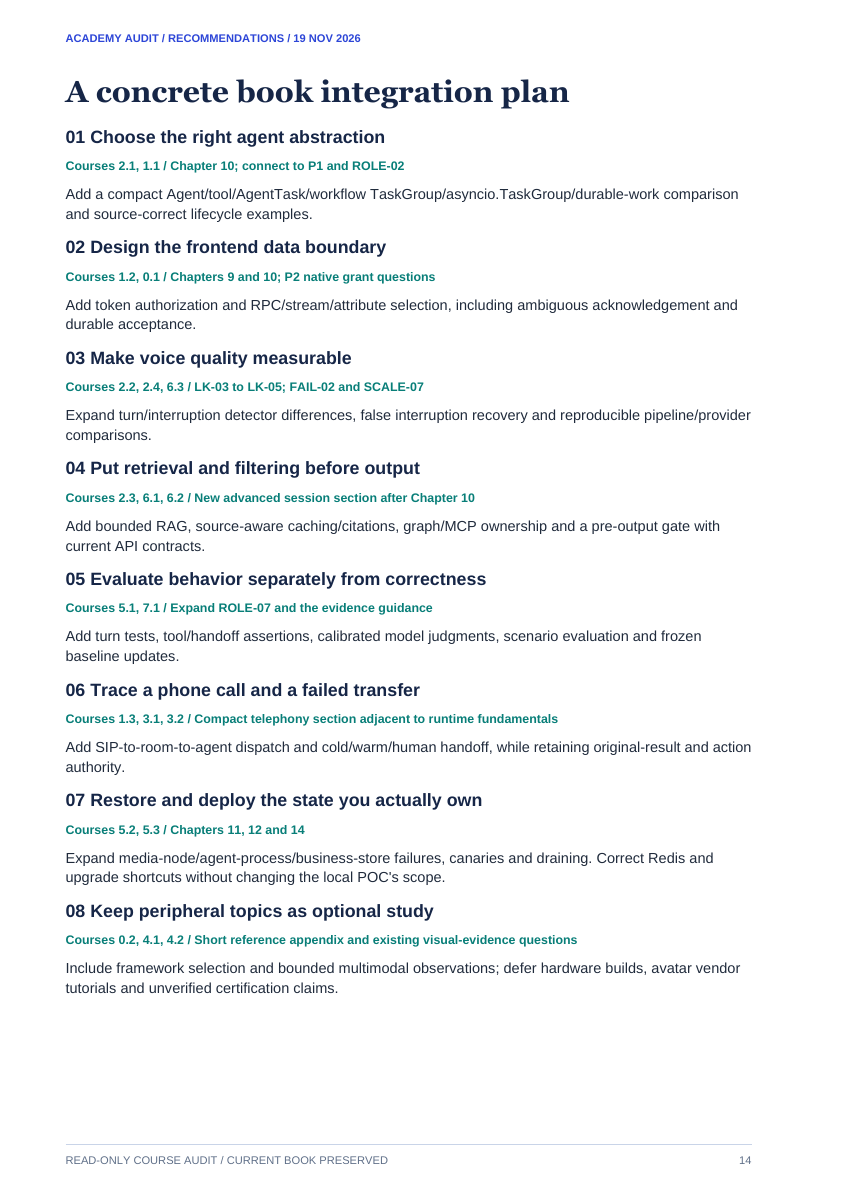 ACADEMY AUDIT / RECOMMENDATIONS / 19 NOV 2026
A concrete book integration plan
01 Choose the right agent abstraction
Courses 2.1, 1.1 / Chapter 10; connect to P1 and ROLE-02
Add a compact Agent/tool/AgentTask/workflow TaskGroup/asyncio.TaskGroup/durable-work comparison
and source-correct lifecycle examples.
02 Design the frontend data boundary
Courses 1.2, 0.1 / Chapters 9 and 10; P2 native grant questions
Add token authorization and RPC/stream/attribute selection, including ambiguous acknowledgement and
durable acceptance.
03 Make voice quality measurable
Courses 2.2, 2.4, 6.3 / LK-03 to LK-05; FAIL-02 and SCALE-07
Expand turn/interruption detector differences, false interruption recovery and reproducible pipeline/provider
comparisons.
04 Put retrieval and filtering before output
Courses 2.3, 6.1, 6.2 / New advanced session section after Chapter 10
Add bounded RAG, source-aware caching/citations, graph/MCP ownership and a pre-output gate with
current API contracts.
05 Evaluate behavior separately from correctness
Courses 5.1, 7.1 / Expand ROLE-07 and the evidence guidance
Add turn tests, tool/handoff assertions, calibrated model judgments, scenario evaluation and frozen
baseline updates.
06 Trace a phone call and a failed transfer
Courses 1.3, 3.1, 3.2 / Compact telephony section adjacent to runtime fundamentals
Add SIP-to-room-to-agent dispatch and cold/warm/human handoff, while retaining original-result and action
authority.
07 Restore and deploy the state you actually own
Courses 5.2, 5.3 / Chapters 11, 12 and 14
Expand media-node/agent-process/business-store failures, canaries and draining. Correct Redis and
upgrade shortcuts without changing the local POC's scope.
08 Keep peripheral topics as optional study
Courses 0.2, 4.1, 4.2 / Short reference appendix and existing visual-evidence questions
Include framework selection and bounded multimodal observations; defer hardware builds, avatar vendor
tutorials and unverified certification claims.
READ-ONLY COURSE AUDIT / CURRENT BOOK PRESERVED
14